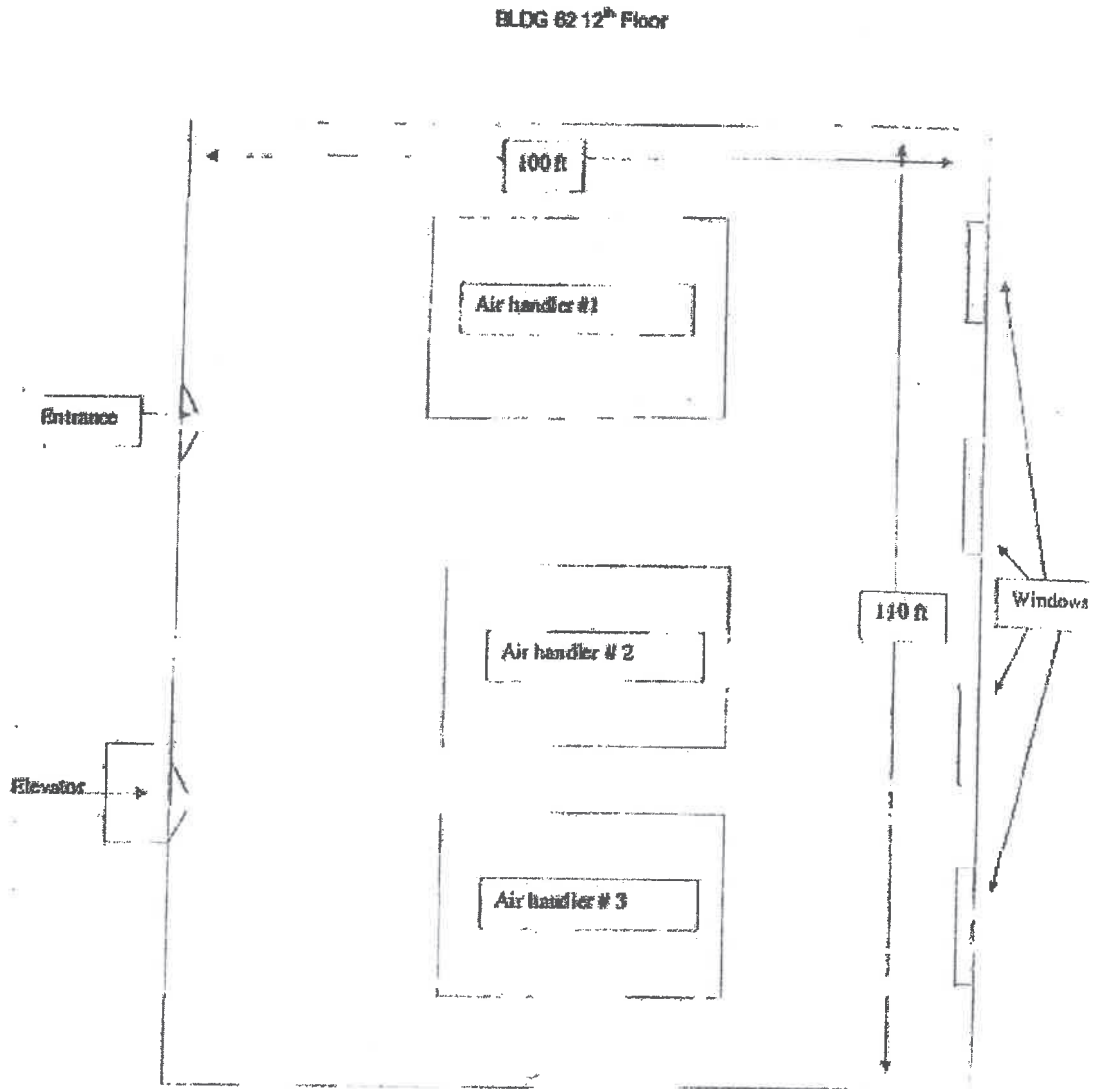 BLDG 62 12th Floor
100 ft
Air handler #1
Entrance
Air handler # 2
110 ft
Windows
Elevator
Air handler # 3